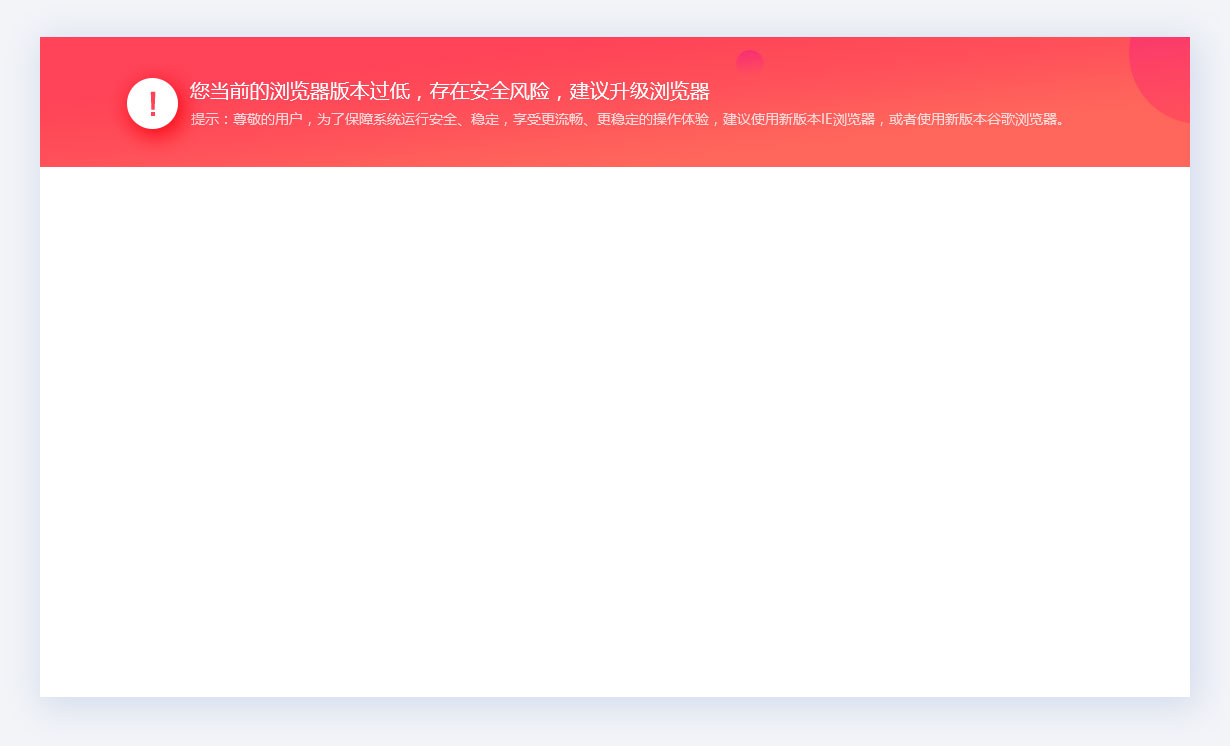 !
您当前的浏览器版本过低，存在安全风险，建议升级浏览器
提示：尊敬的用户，为了保障系统运行安全、稳定，享受更流畅、更稳定的操作体验，建议使用新版本IE浏览器，或者使用新版本谷歌浏览器。